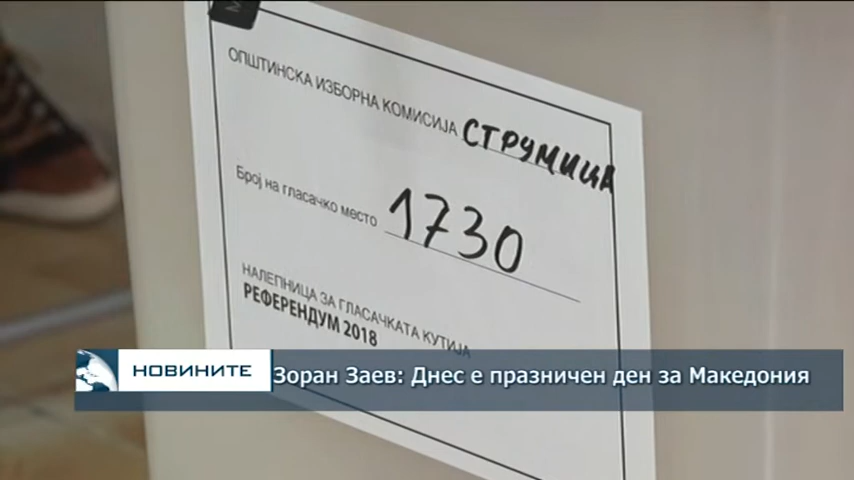 ОПШТИНСКА ИЗБОРНА КОМИСИЈА СТРУМИЦА
Број на гласачко место 1730
НАЛЕПНИЦА ЗА ГЛАСАЧКАТА КУТИЈА
РЕФЕРЕНДУМ 2018
НОВИНИТЕ Зоран Заев: Днес е празничен ден за Македония